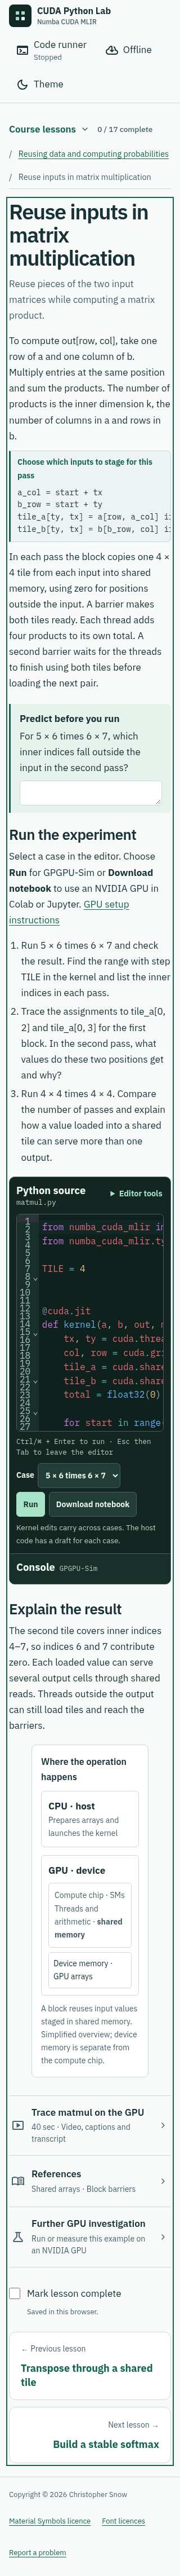 CUDA Python Lab
Numba CUDA MLIR
Code runner
Stopped
Offline
Theme
Course lessons
0 / 17 complete
/ Reusing data and computing probabilities
/ Reuse inputs in matrix multiplication
Reuse inputs in
matrix
multiplication
Reuse pieces of the two input
matrices while computing a matrix
product.
To compute out[row, col], take one
row of a and one column of b.
Multiply entries at the same position
and sum the products. The number of
products is the inner dimension k, the
number of columns in a and rows in
b.
Choose which inputs to stage for this
pass
a_col = start + tx
b_row = start + ty
tile_a[ty, tx] = a[row, a_col] i
tile_b[ty, tx] = b[b_row, col] i
In each pass the block copies one 4 ×
4 tile from each input into shared
memory, using zero for positions
outside the input. A barrier makes
both tiles ready. Each thread adds
four products to its own total. A
second barrier waits for the threads
to finish using both tiles before
loading the next pair.
Predict before you run
For 5 × 6 times 6 × 7, which
inner indices fall outside the
input in the second pass?
Run the experiment
Select a case in the editor. Choose
Run for GPGPU-Sim or Download
notebook to use an NVIDIA GPU in
Colab or Jupyter. GPU setup
instructions
1. Run 5 × 6 times 6 × 7 and check
the result. Find the range with step
TILE in the kernel and list the inner
indices in each pass.
2. Trace the assignments to tile_a[0,
2] and tile_a[0, 3] for the first
block. In the second pass, what
values do these two positions get
and why?
3. Run 4 × 4 times 4 × 4. Compare
the number of passes and explain
how a value loaded into a shared
tile can serve more than one
output.
Python source
Editor tools
matmul.py
1
2 from numba_cuda_mlir in
3 from numba_cuda_mlir.ty
4
5 TILE = 4
6
7
8 @cuda.jit
9 def kernel(a, b, out, m
10 tx, ty = cuda.threa
11 col, row = cuda.gri
12 tile_a = cuda.share
13 tile_b = cuda.share
14 total = float32(0)
15
16 for start in range(
17
18
19
20
21
22
23
24
25
26
27
Ctrl/⌘ + Enter to run · Esc then
Tab to leave the editor
Case 5 × 6 times 6 × 7
Run
Download notebook
Kernel edits carry across cases. The host
code has a draft for each case.
Console GPGPU-Sim
Explain the result
The second tile covers inner indices
4–7, so indices 6 and 7 contribute
zero. Each loaded value can serve
several output cells through shared
reads. Threads outside the output
can still load tiles and reach the
barriers.
Where the operation
happens
CPU · host
Prepares arrays and
launches the kernel
GPU · device
Compute chip · SMs
Threads and
arithmetic · shared
memory
Device memory ·
GPU arrays
A block reuses input values
staged in shared memory.
Simplified overview; device
memory is separate from
the compute chip.
Trace matmul on the GPU
40 sec · Video, captions and
transcript
References
Shared arrays · Block barriers
Further GPU investigation
Run or measure this example on
an NVIDIA GPU
Mark lesson complete
Saved in this browser.
← Previous lesson
Transpose through a shared
tile
Next lesson →
Build a stable softmax
Copyright © 2026 Christopher Snow
Material Symbols licence
Font licences
Report a problem